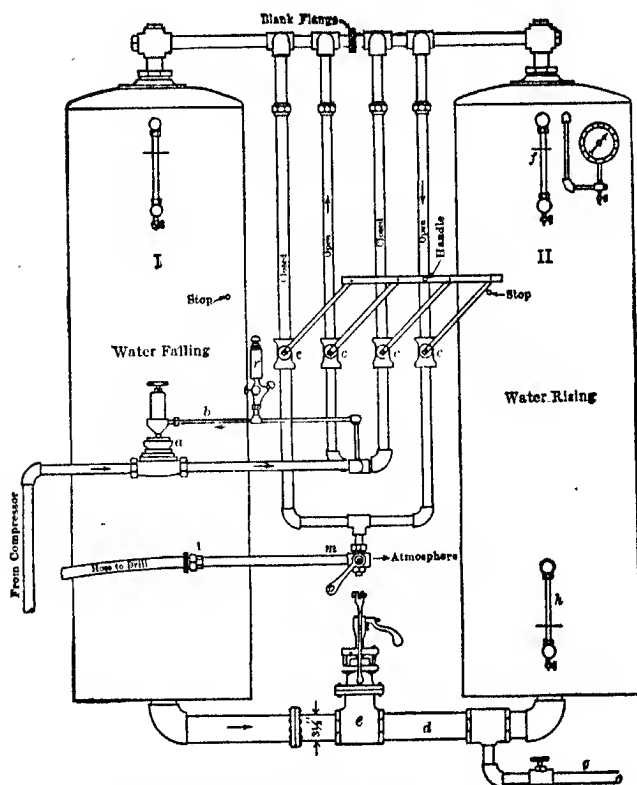 Blank Flange
f
I
II
Closed
Open
Closed
Open
Handle
Stop
Stop
Water Falling
r
c
c
c
c
b
a
Water Rising
From Compressor
Hose to Drill
l
m
Atmosphere
h
3½"
e
d
g